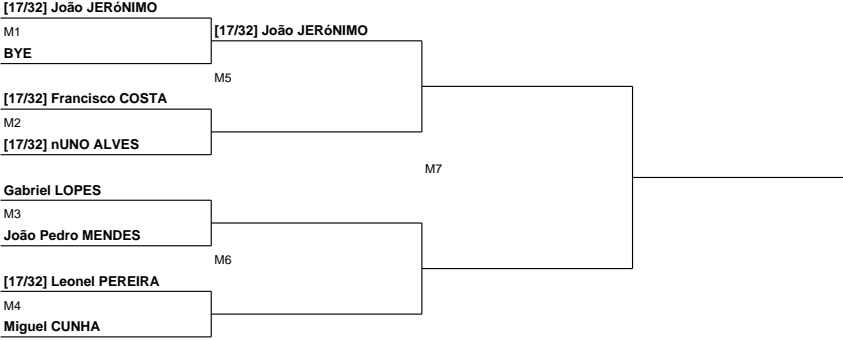 [17/32] João JERóNIMO
M1
[17/32] João JERóNIMO
BYE
M5
[17/32] Francisco COSTA
M2
[17/32] nUNO ALVES
M7
Gabriel LOPES
M3
João Pedro MENDES
M6
[17/32] Leonel PEREIRA
M4
Miguel CUNHA